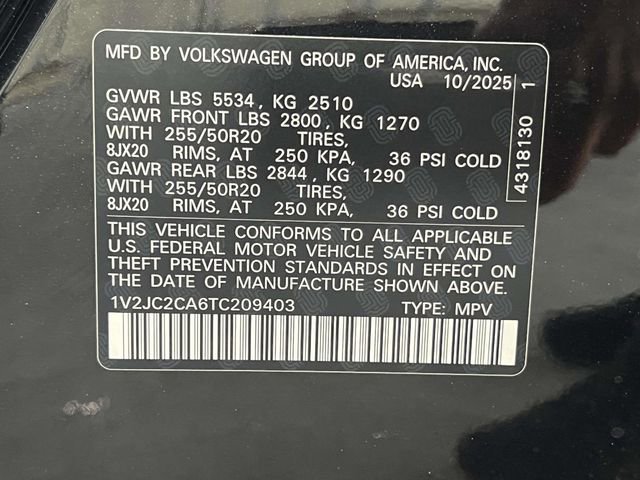 MFD BY VOLKSWAGEN GROUP OF AMERICA, INC.
USA 10/2025
GVWR LBS 5534 , KG 2510
GAWR FRONT LBS 2800 , KG 1270
WITH 255/50R20 TIRES,
8JX20 RIMS, AT 250 KPA, 36 PSI COLD
GAWR REAR LBS 2844 , KG 1290
WITH 255/50R20 TIRES,
8JX20 RIMS, AT 250 KPA, 36 PSI COLD
THIS VEHICLE CONFORMS TO ALL APPLICABLE
U.S. FEDERAL MOTOR VEHICLE SAFETY AND
THEFT PREVENTION STANDARDS IN EFFECT ON
THE DATE OF MANUFACTURE SHOWN ABOVE.
1V2JC2CA6TC209403 TYPE: MPV
4318130 1